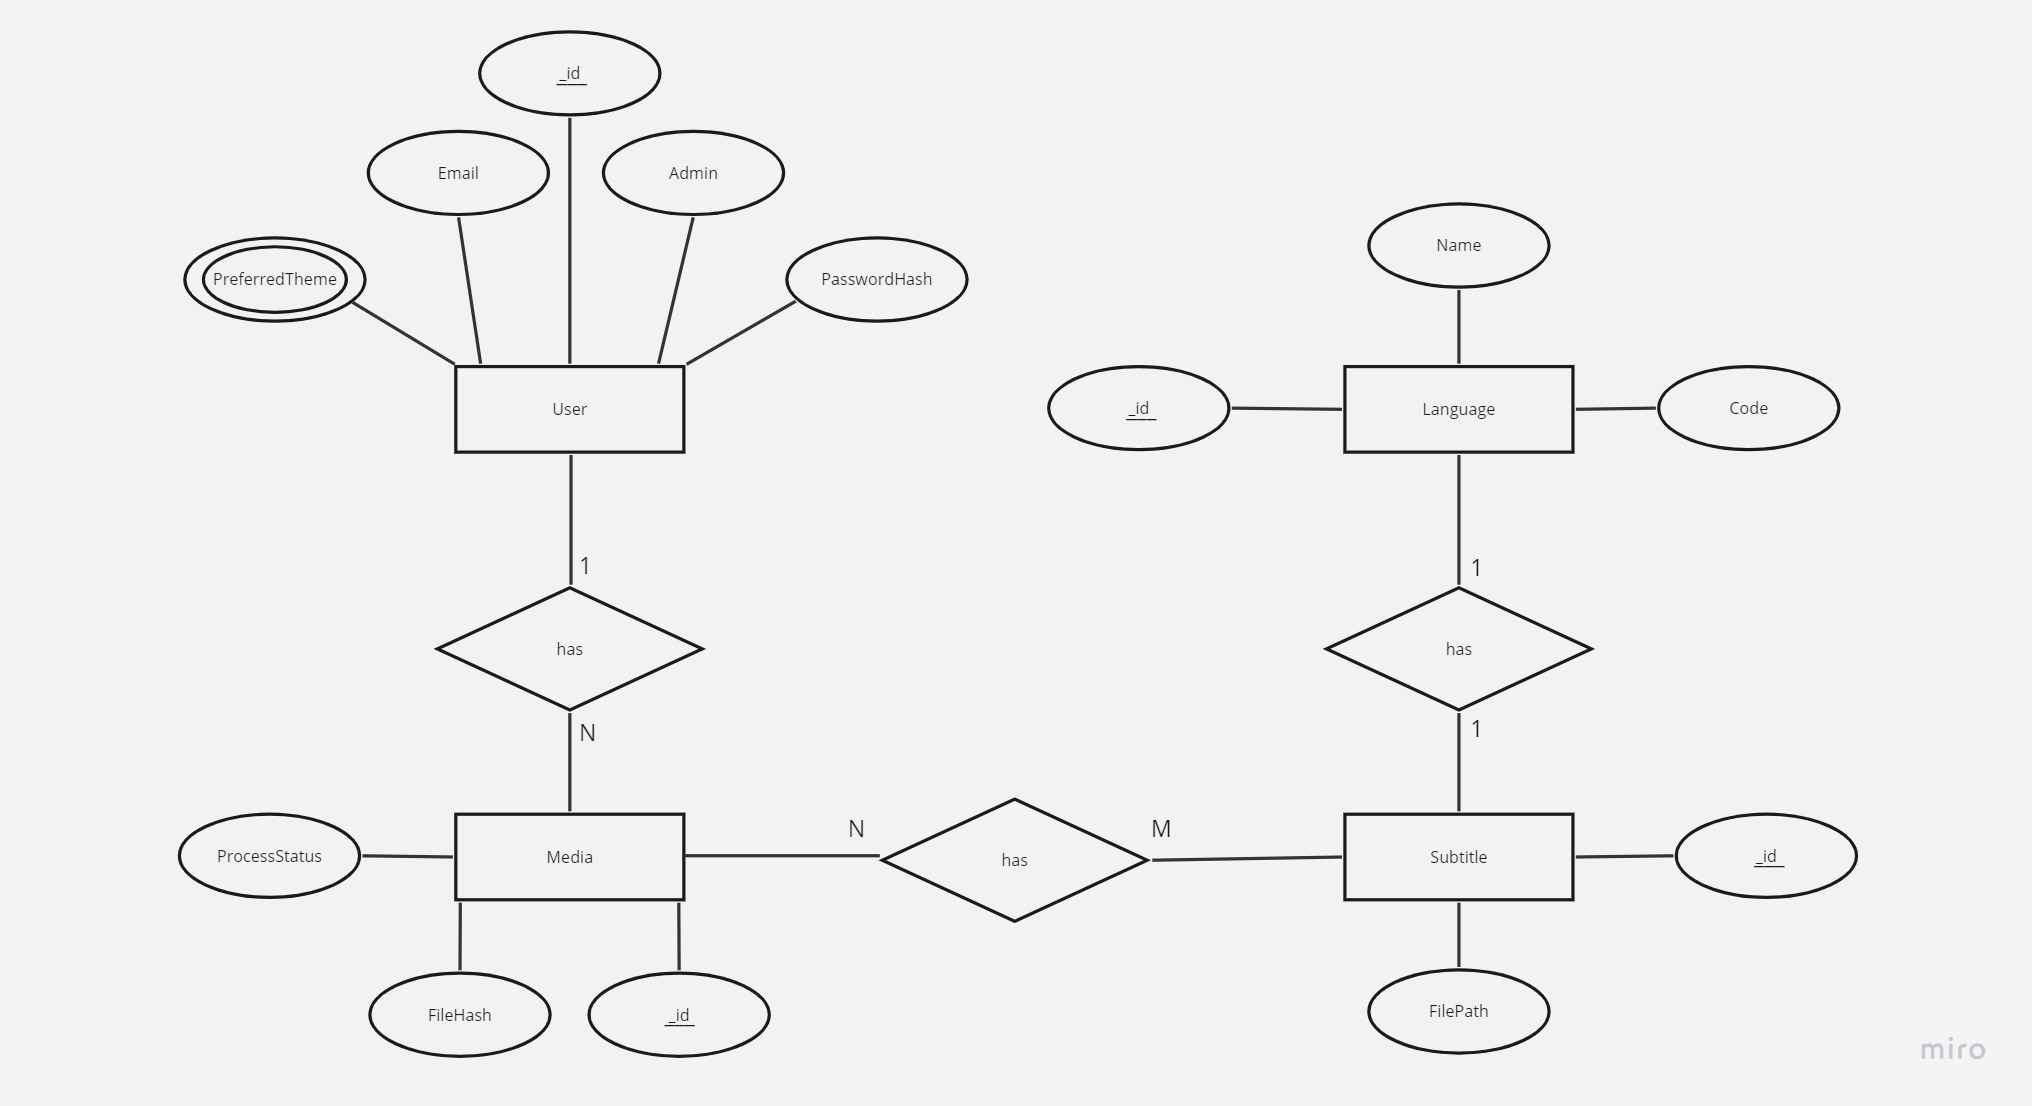 _id
Email
Admin
PreferredTheme
PasswordHash
Name
User
_id
Language
Code
1
1
has
has
N
1
N
M
ProcessStatus
Media
has
Subtitle
_id
FileHash
_id
FilePath
miro